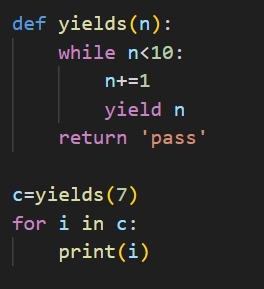 def yields(n):
    while n<10:
        n+=1
        yield n
    return 'pass'

c=yields(7)
for i in c:
    print(i)